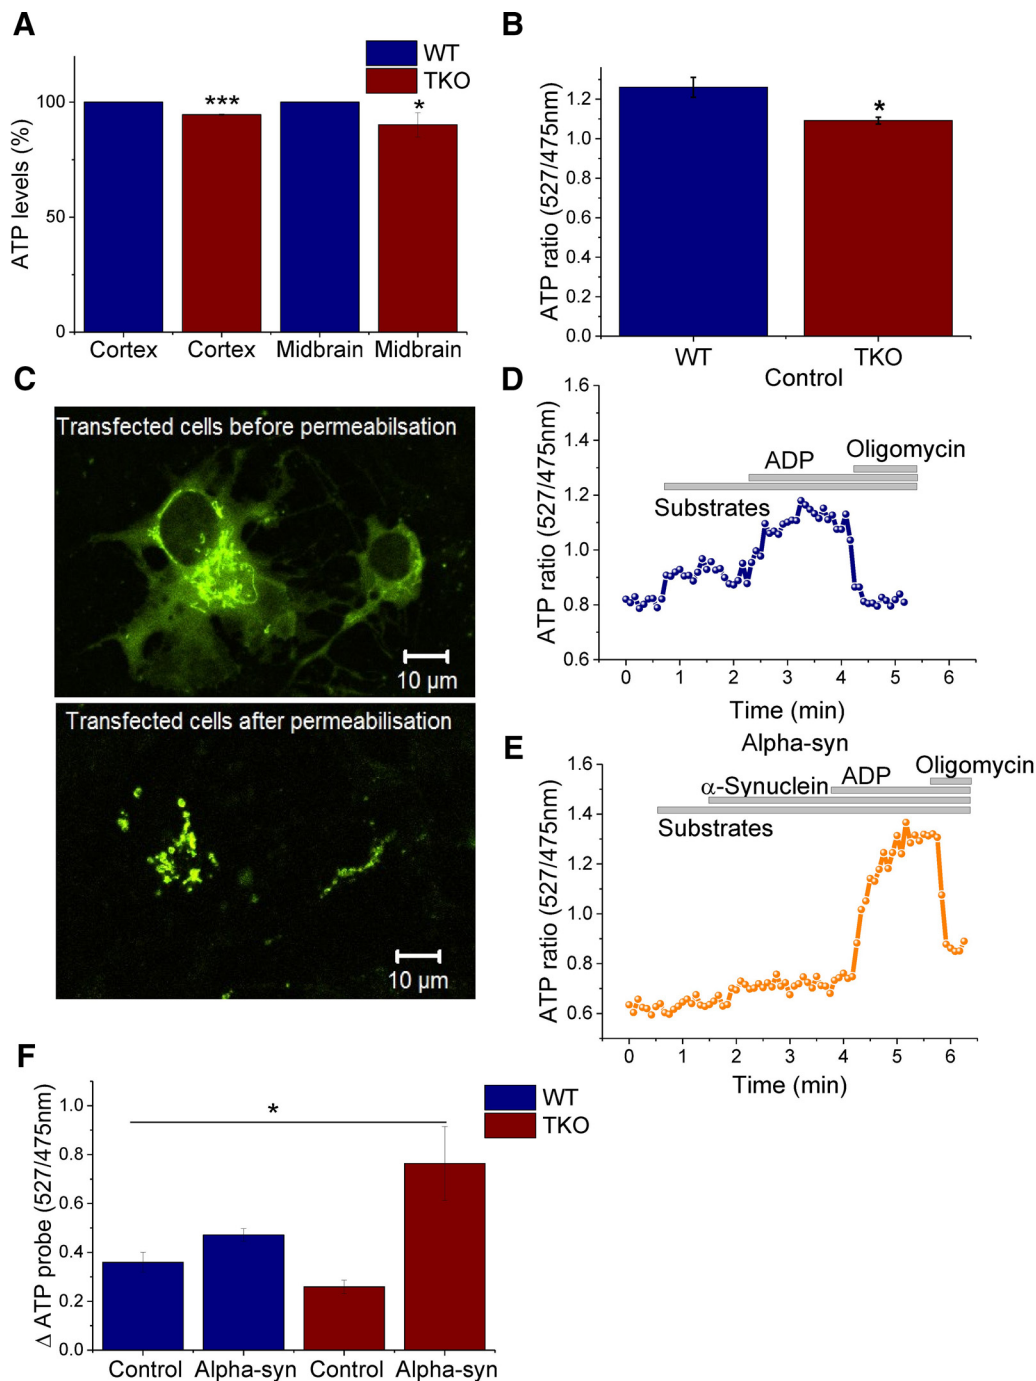 A
WT
TKO
ATP levels (%)
100
50
0
***
*
Cortex
Cortex
Midbrain
Midbrain
B
ATP ratio (527/475nm)
1.2
1.0
0.8
0.6
0.4
0.2
0.0
*
WT
TKO
C
Transfected cells before permeabilsation
10 µm
Transfected cells after permeabilisation
10 µm
D
Control
ATP ratio (527/475nm)
1.6
1.4
1.2
1.0
0.8
0.6
Oligomycin
ADP
Substrates
0 1 2 3 4 5 6
Time (min)
E
Alpha-syn
ATP ratio (527/475nm)
1.6
1.4
1.2
1.0
0.8
0.6
Oligomycin
ADP
α-Synuclein
Substrates
0 1 2 3 4 5 6
Time (min)
F
WT
TKO
Δ ATP probe (527/475nm)
1.0
0.8
0.6
0.4
0.2
0.0
*
Control
Alpha-syn
Control
Alpha-syn